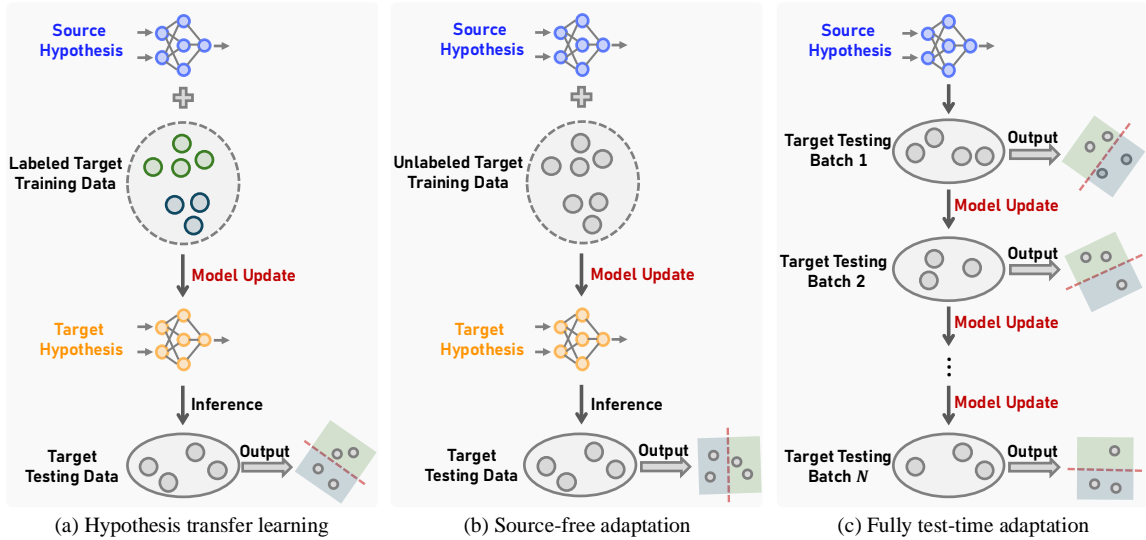 Source
Hypothesis
Labeled Target
Training Data
Model Update
Target
Hypothesis
Inference
Target
Testing Data
Output
(a) Hypothesis transfer learning
Source
Hypothesis
Unlabeled Target
Training Data
Model Update
Target
Hypothesis
Inference
Target
Testing Data
Output
(b) Source-free adaptation
Source
Hypothesis
Target Testing
Batch 1
Output
Model Update
Target Testing
Batch 2
Output
Model Update
Model Update
Target Testing
Batch N
Output
(c) Fully test-time adaptation